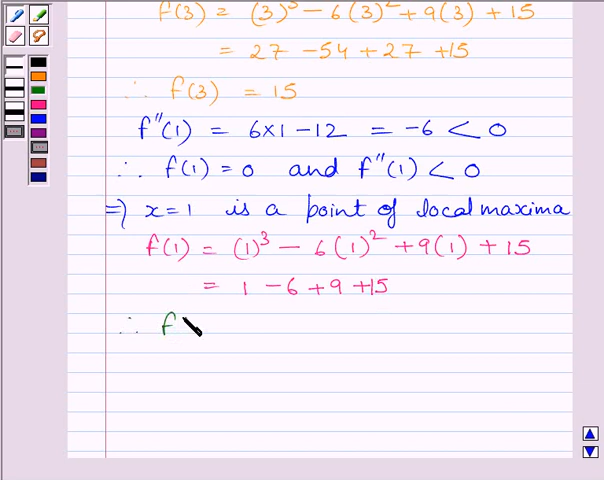 f(3) = (3)³ - 6(3)² + 9(3) + 15
= 27 - 54 + 27 + 15
∴ f(3) = 15
f''(1) = 6×1 - 12 = -6 < 0
∴ f(1) = 0 and f''(1) < 0
⇒ x = 1 is a point of local maxima
f(1) = (1)³ - 6(1)² + 9(1) + 15
= 1 - 6 + 9 + 15
∴ f